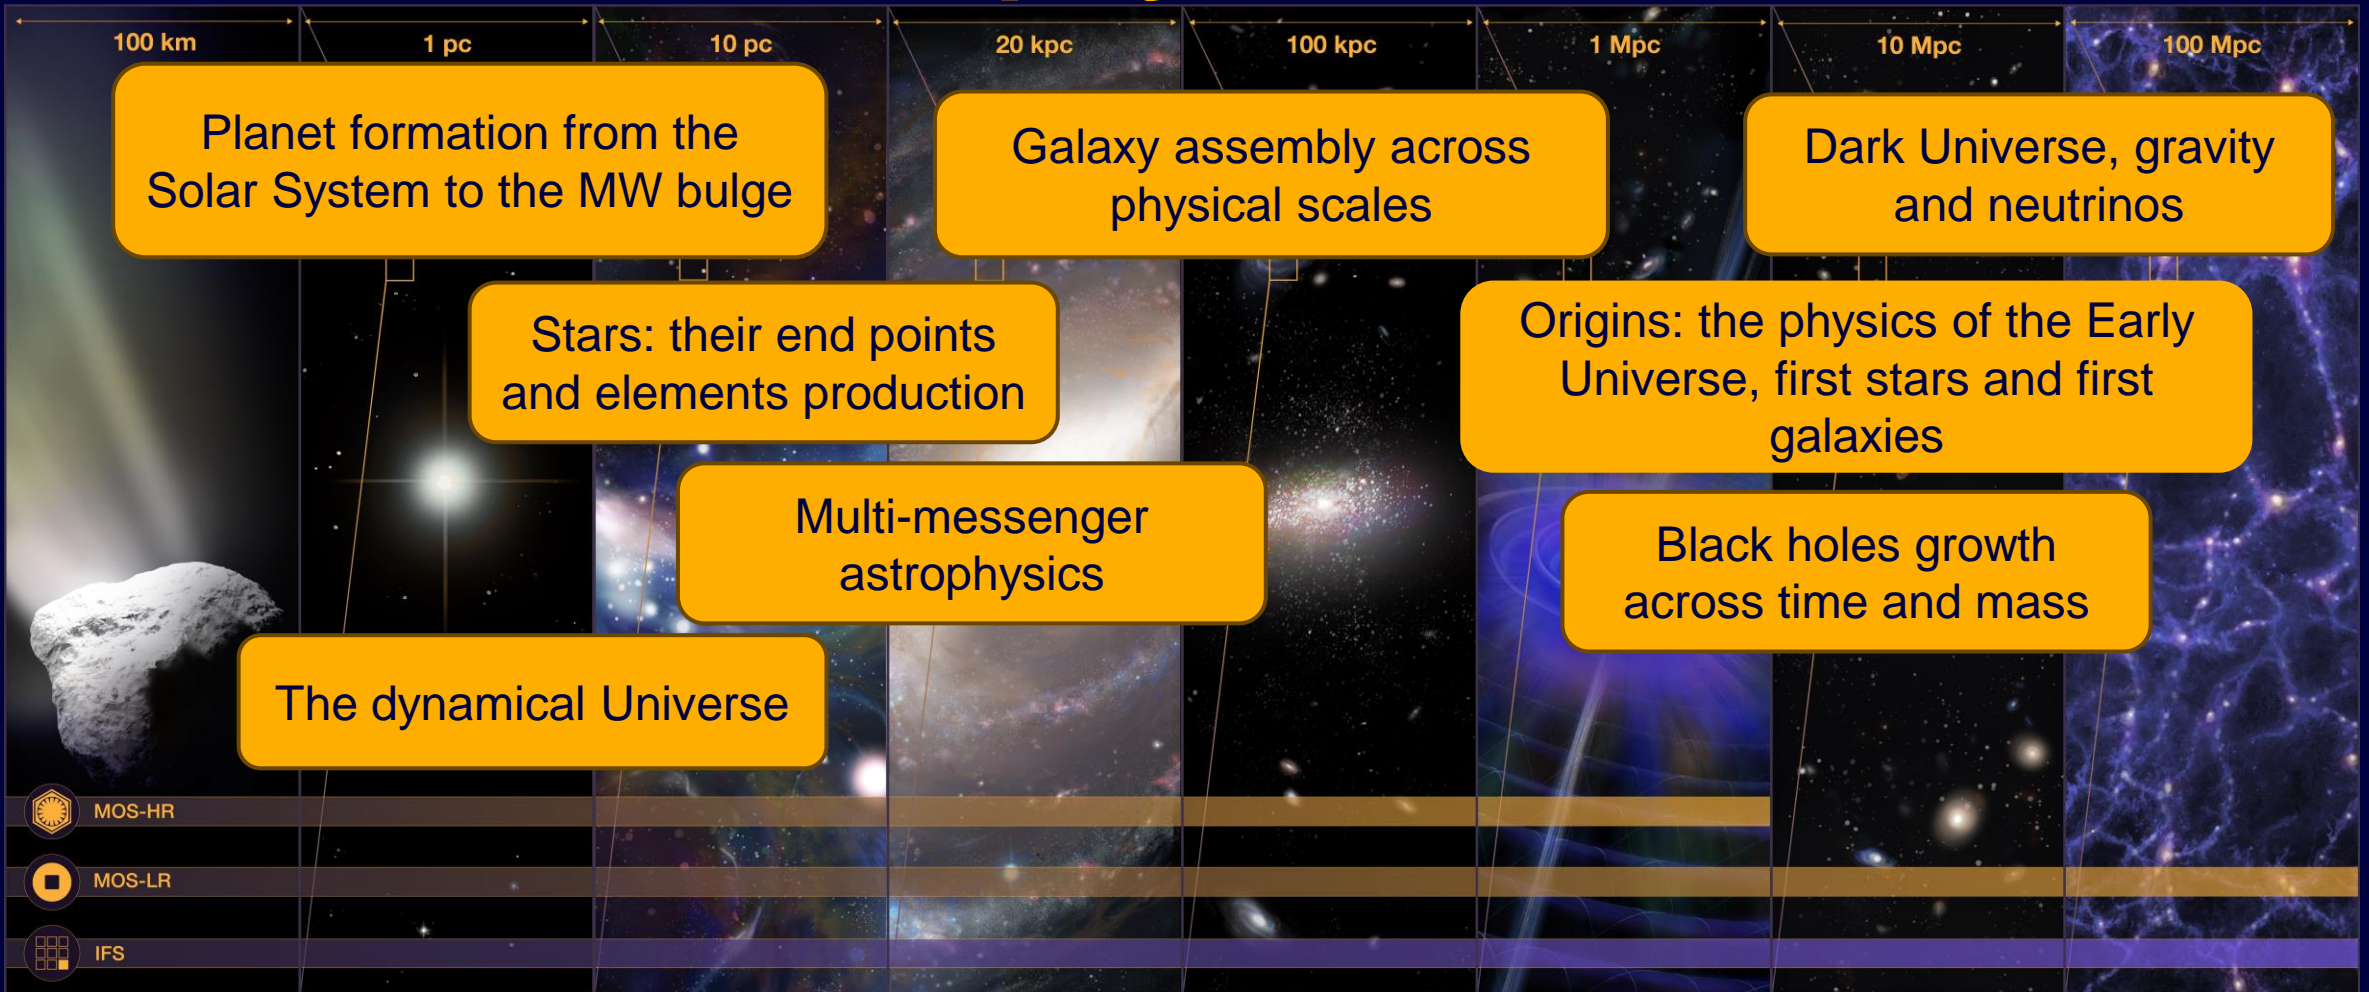 100 km
1 pc
10 pc
20 kpc
100 kpc
1 Mpc
10 Mpc
100 Mpc
Planet formation from the
Solar System to the MW bulge
Galaxy assembly across
physical scales
Dark Universe, gravity
and neutrinos
Stars: their end points
and elements production
Origins: the physics of the Early
Universe, first stars and first
galaxies
Multi-messenger
astrophysics
Black holes growth
across time and mass
The dynamical Universe
MOS-HR
MOS-LR
IFS